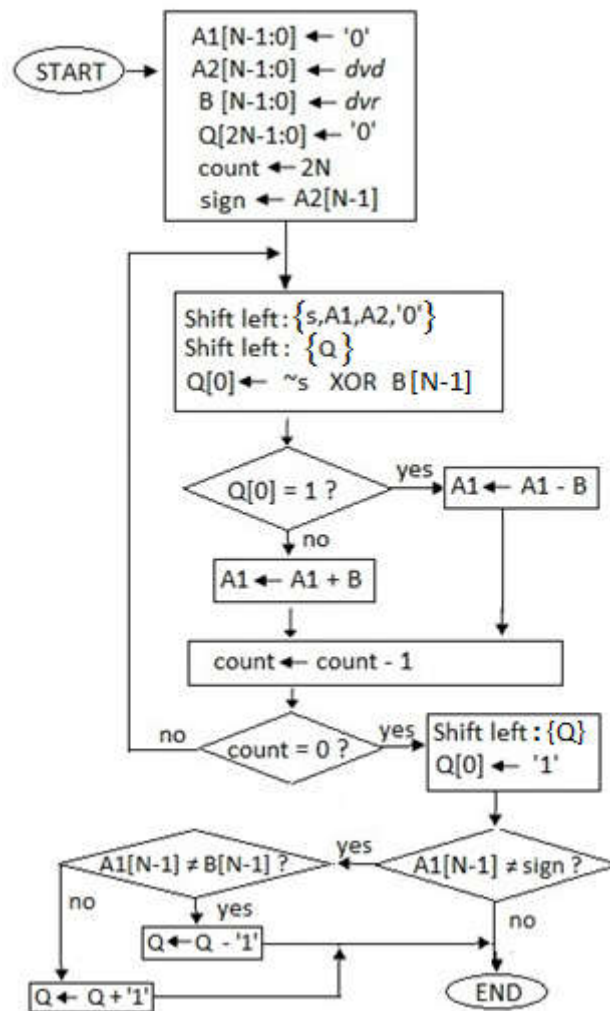 START
A1[N-1:0] ← '0'
A2[N-1:0] ← dvd
B [N-1:0] ← dvr
Q[2N-1:0] ← '0'
count ← 2N
sign ← A2[N-1]
Shift left: {s,A1,A2,'0'}
Shift left: {Q}
Q[0] ← ~s XOR B[N-1]
Q[0] = 1 ?
yes
A1 ← A1 - B
no
A1 ← A1 + B
count ← count - 1
count = 0 ?
no
yes
Shift left : {Q}
Q[0] ← '1'
A1[N-1] ≠ sign ?
yes
A1[N-1] ≠ B[N-1] ?
no
yes
no
Q ← Q - '1'
Q ← Q + '1'
END